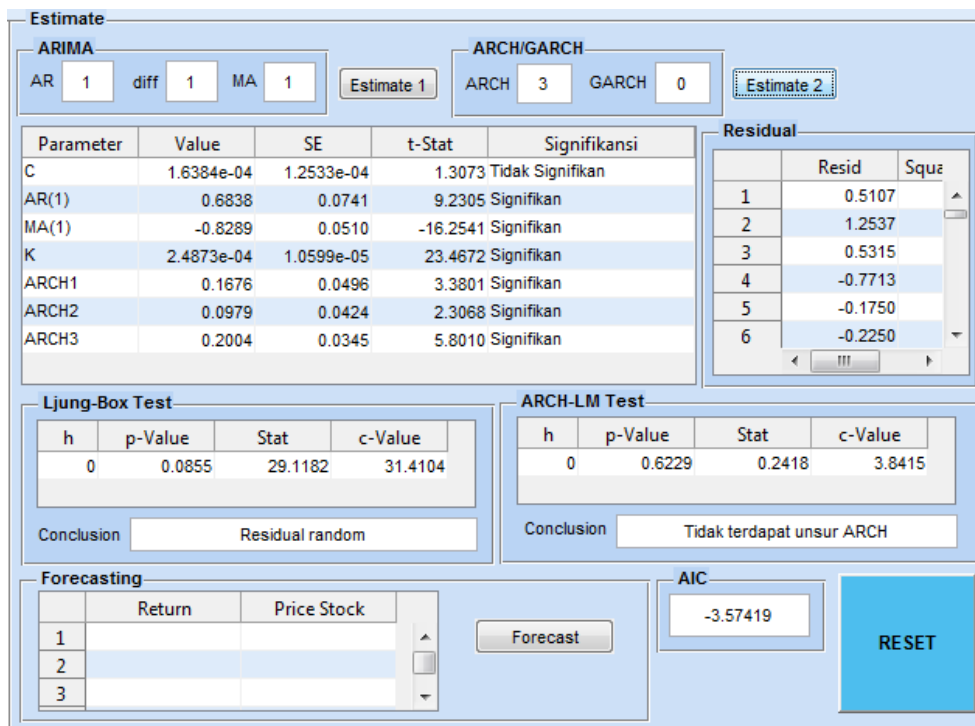 Estimate
ARIMA
AR 1 diff 1 MA 1
Estimate 1
ARCH/GARCH
ARCH 3 GARCH 0
Estimate 2
Parameter Value SE t-Stat Signifikansi
C 1.6384e-04 1.2533e-04 1.3073 Tidak Signifikan
AR(1) 0.6838 0.0741 9.2305 Signifikan
MA(1) -0.8289 0.0510 -16.2541 Signifikan
K 2.4873e-04 1.0599e-05 23.4672 Signifikan
ARCH1 0.1676 0.0496 3.3801 Signifikan
ARCH2 0.0979 0.0424 2.3068 Signifikan
ARCH3 0.2004 0.0345 5.8010 Signifikan
Residual
Resid Squa
1 0.5107
2 1.2537
3 0.5315
4 -0.7713
5 -0.1750
6 -0.2250
Ljung-Box Test
h p-Value Stat c-Value
0 0.0855 29.1182 31.4104
Conclusion Residual random
ARCH-LM Test
h p-Value Stat c-Value
0 0.6229 0.2418 3.8415
Conclusion Tidak terdapat unsur ARCH
Forecasting
Return Price Stock
1
2
3
Forecast
AIC
-3.57419
RESET